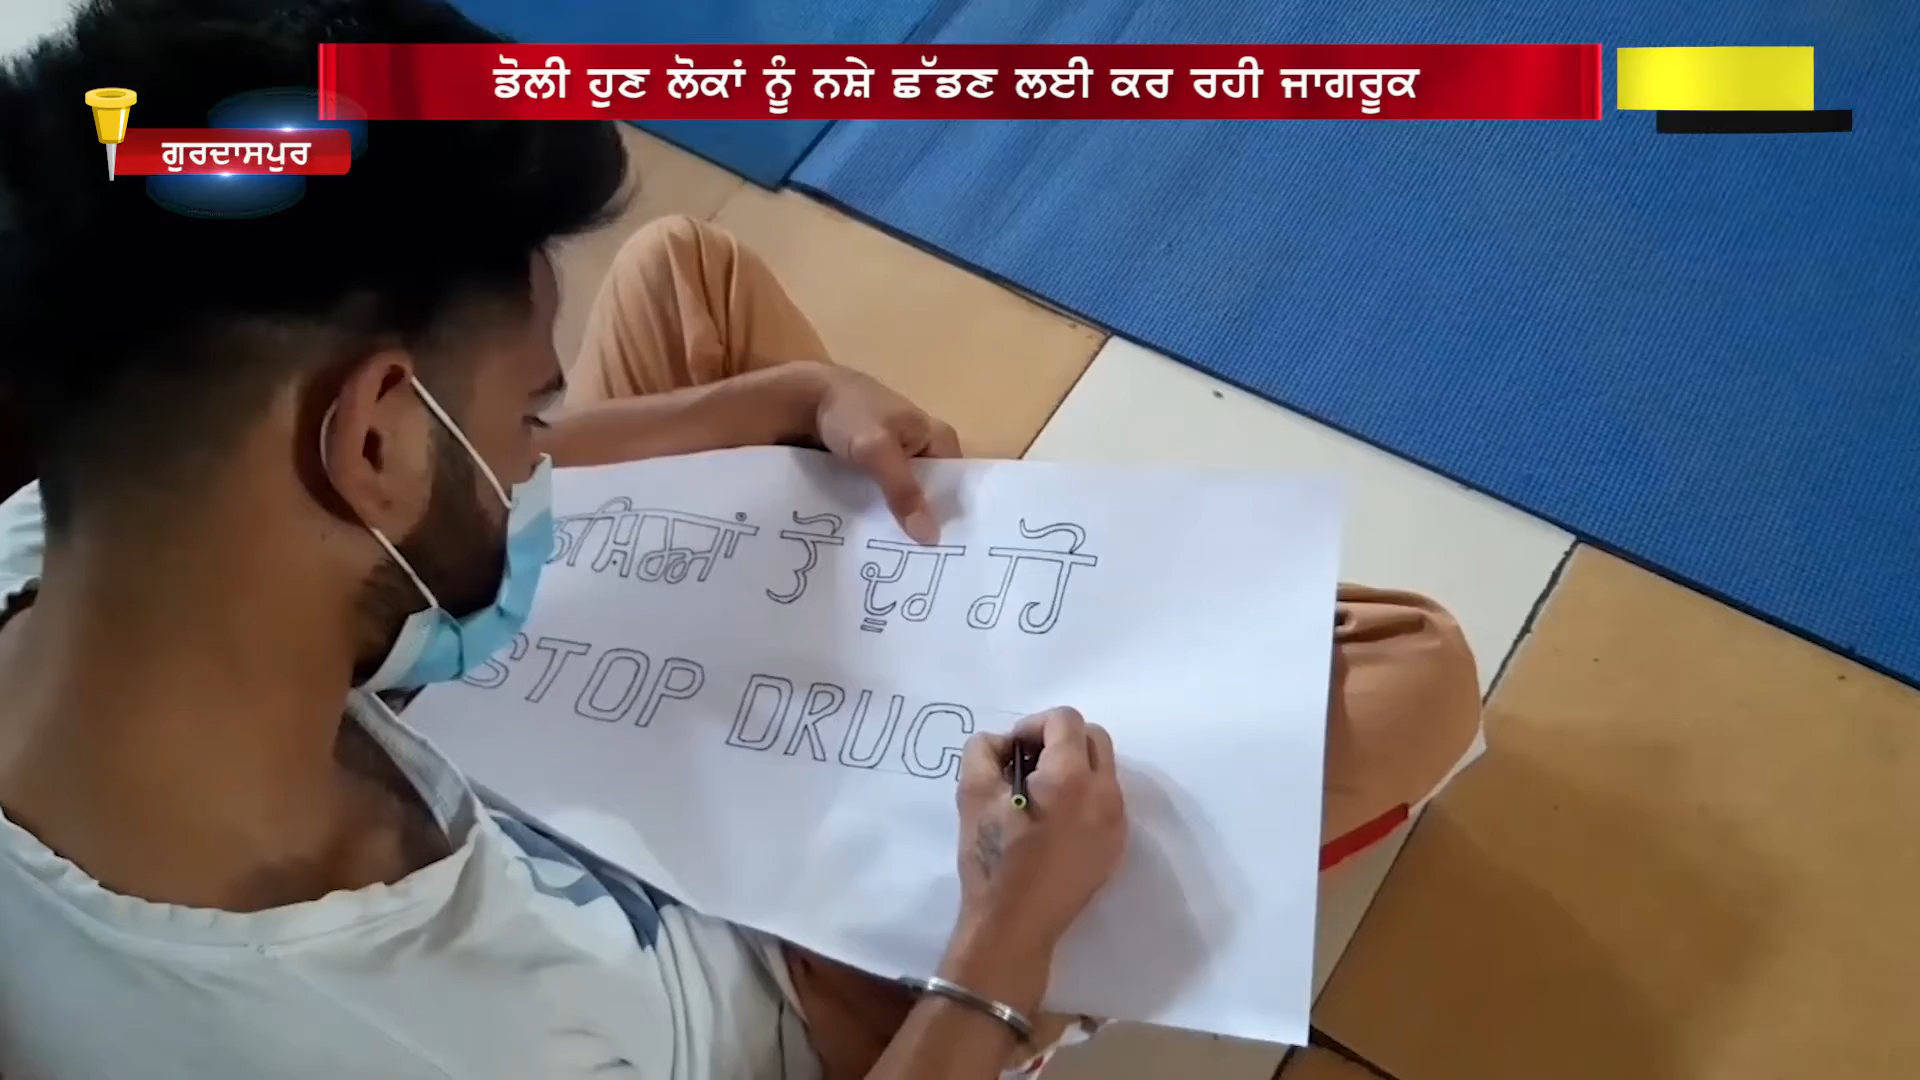 ਡੋਲੀ ਹੁਣ ਲੋਕਾਂ ਨੂੰ ਨਸ਼ੇ ਛੱਡਣ ਲਈ ਕਰ ਰਹੀ ਜਾਗਰੂਕ
ਗੁਰਦਾਸਪੁਰ
ਤੋਂ ਦੂਰ ਰਹੋ
STOP DRUG